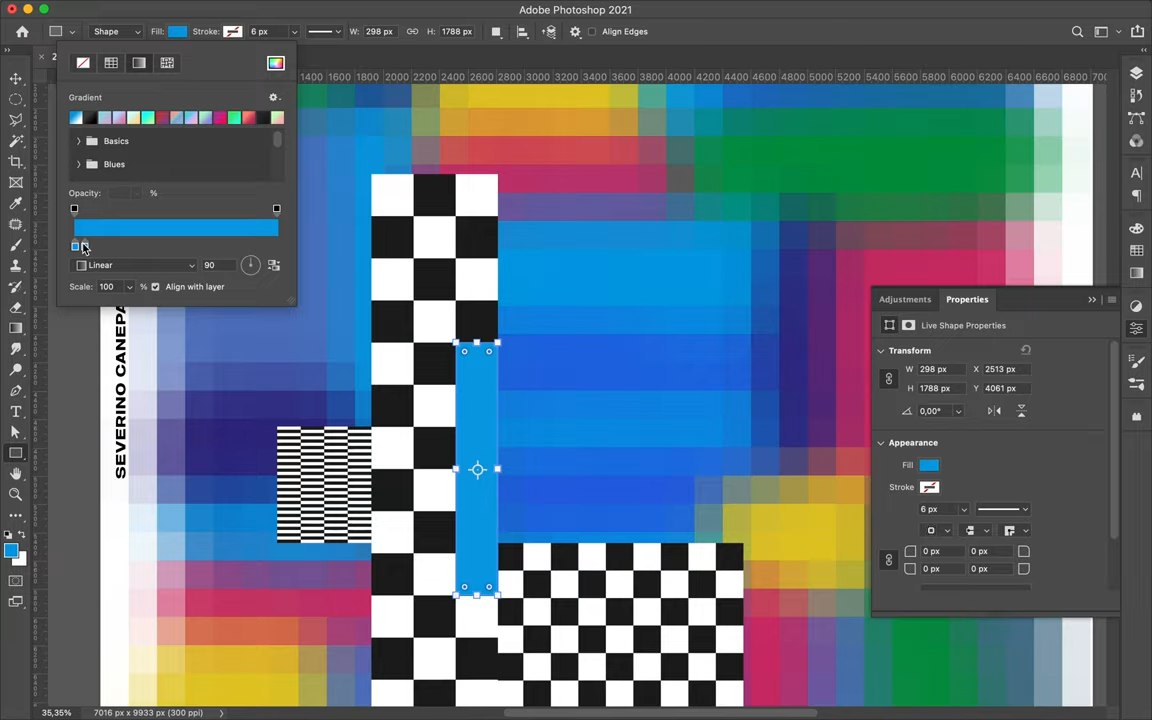 Adobe Photoshop 2021
Shape Fill: Stroke: 6 px W: 298 px H: 1788 px Align Edges
1400 1600 1800 2000 2200 2400 2600 2800 3000 3200 3400 3600 3800 4000 4200 4400 4600 4800 5000 5200 5400 5600 5800 6000 6200 6400 6600 6800
Gradient
Basics
Blues
Opacity: %
Linear 90
Scale: 100 % Align with layer
SEVERINO CANEPA
Adjustments Properties
Live Shape Properties
Transform
W 298 px X 2513 px
H 1788 px Y 4061 px
0,00°
Appearance
Fill
Stroke
6 px
0 px 0 px
0 px 0 px
35,35% 7016 px x 9933 px (300 ppi)